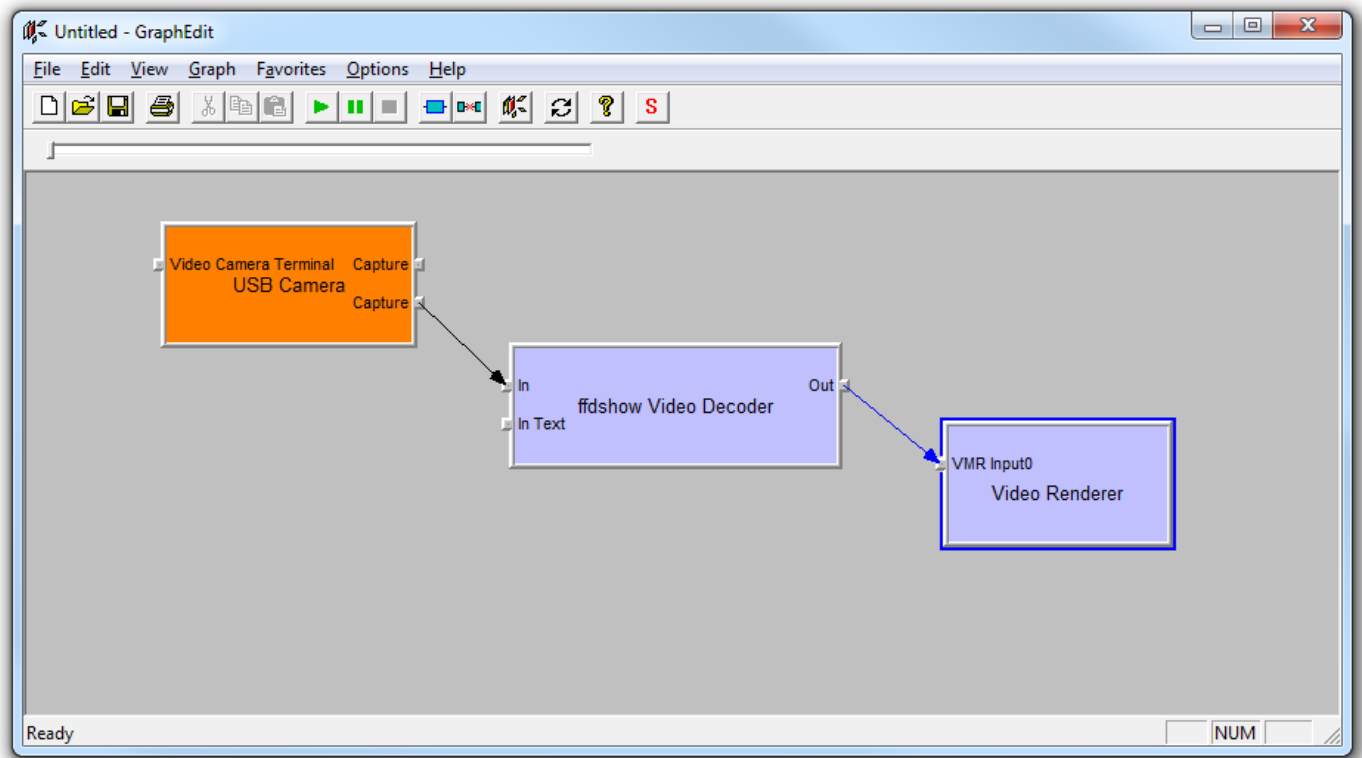 Untitled - GraphEdit
File Edit View Graph Favorites Options Help
S
Video Camera Terminal Capture
USB Camera
Capture
In Out
ffdshow Video Decoder
In Text
VMR Input0
Video Renderer
Ready NUM